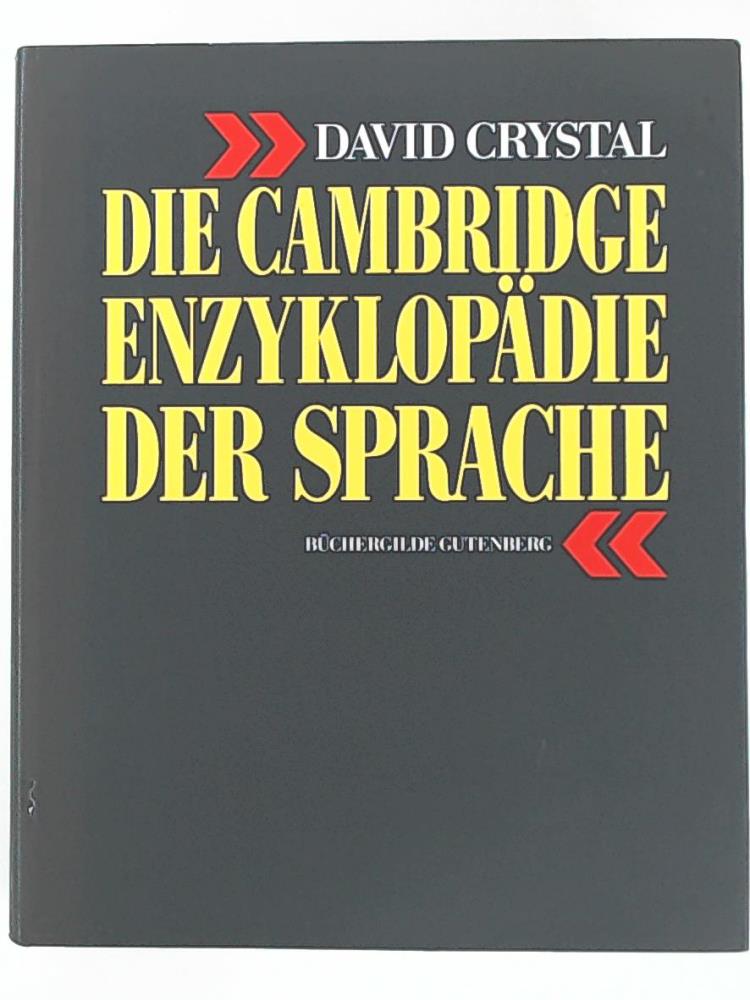 » DAVID CRYSTAL
DIE CAMBRIDGE
ENZYKLOPÄDIE
DER SPRACHE
BÜCHERGILDE GUTENBERG «